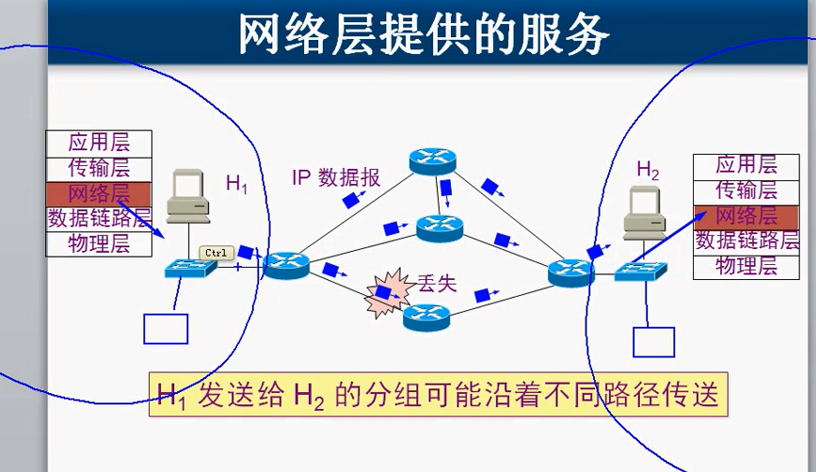 网络层提供的服务
应用层
传输层
网络层
数据链路层
物理层
H₁
IP 数据报
H₂
应用层
传输层
网络层
数据链路层
物理层
Ctrl
丢失
H₁ 发送给 H₂ 的分组可能沿着不同路径传送